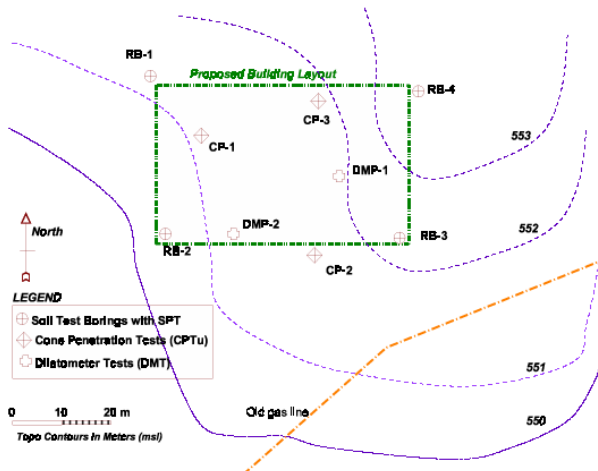 RB-1
Proposed Building Layout
RB-4
CP-3
CP-1
553
DMP-1
North
552
DMP-2
RB-3
RB-2
CP-2
LEGEND
Soil Test Borings with SPT
Cone Penetration Tests (CPTu)
Dilatometer Tests (DMT)
551
0 10 20 m
Old gas line
550
Topo Contours In Meters (msl)